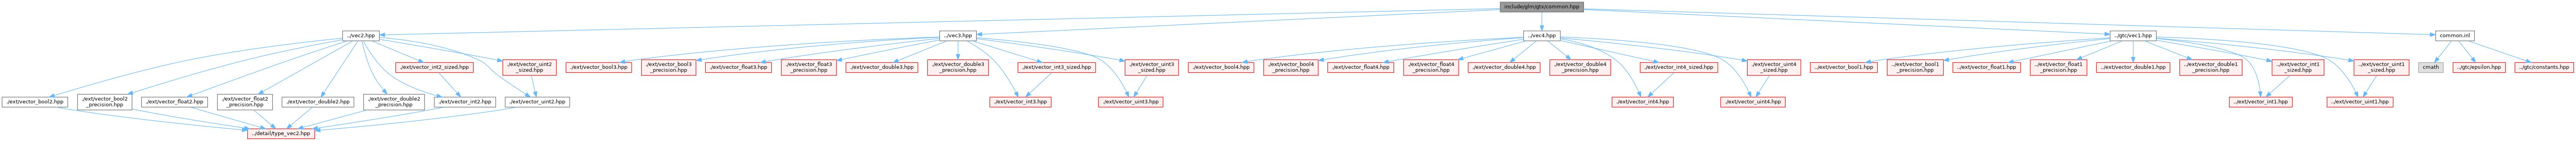 include/glm/gtx/common.hpp
../vec2.hpp
../vec3.hpp
../vec4.hpp
../gtc/vec1.hpp
common.inl
./ext/vector_int2_sized.hpp
./ext/vector_uint2
_sized.hpp
./ext/vector_bool3.hpp
./ext/vector_bool3
_precision.hpp
./ext/vector_float3.hpp
./ext/vector_float3
_precision.hpp
./ext/vector_double3.hpp
./ext/vector_double3
_precision.hpp
./ext/vector_int3_sized.hpp
./ext/vector_uint3
_sized.hpp
./ext/vector_bool4.hpp
./ext/vector_bool4
_precision.hpp
./ext/vector_float4.hpp
./ext/vector_float4
_precision.hpp
./ext/vector_double4.hpp
./ext/vector_double4
_precision.hpp
./ext/vector_int4_sized.hpp
./ext/vector_uint4
_sized.hpp
../ext/vector_bool1.hpp
../ext/vector_bool1
_precision.hpp
../ext/vector_float1.hpp
../ext/vector_float1
_precision.hpp
../ext/vector_double1.hpp
../ext/vector_double1
_precision.hpp
../ext/vector_int1
_sized.hpp
../ext/vector_uint1
_sized.hpp
cmath
../gtc/epsilon.hpp
../gtc/constants.hpp
./ext/vector_bool2.hpp
./ext/vector_bool2
_precision.hpp
./ext/vector_float2.hpp
./ext/vector_float2
_precision.hpp
./ext/vector_double2.hpp
./ext/vector_double2
_precision.hpp
./ext/vector_int2.hpp
./ext/vector_uint2.hpp
./ext/vector_int3.hpp
./ext/vector_uint3.hpp
./ext/vector_int4.hpp
./ext/vector_uint4.hpp
../ext/vector_int1.hpp
../ext/vector_uint1.hpp
../detail/type_vec2.hpp